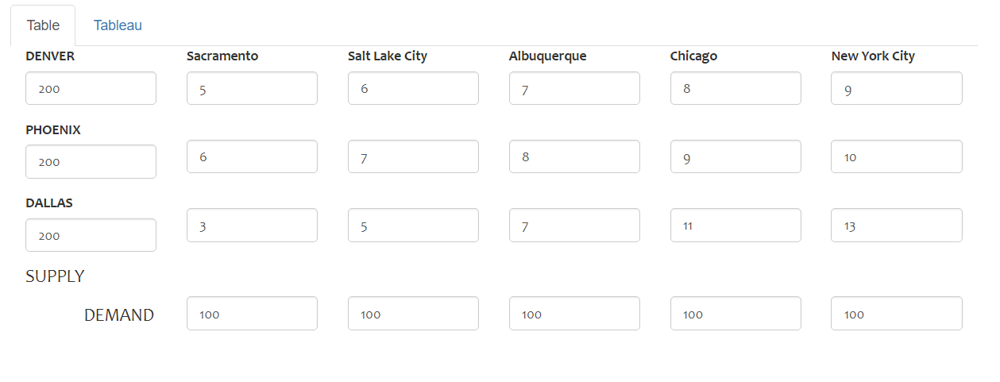 Table Tableau
DENVER Sacramento Salt Lake City Albuquerque Chicago New York City
200 5 6 7 8 9
PHOENIX
200 6 7 8 9 10
DALLAS
200 3 5 7 11 13
SUPPLY
DEMAND 100 100 100 100 100